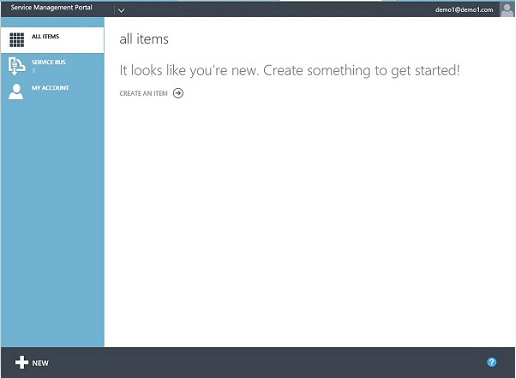 Service Management Portal
demo1@demo1.com
ALL ITEMS
SERVICE BUS
MY ACCOUNT
all items
It looks like you're new. Create something to get started!
CREATE AN ITEM
NEW
?